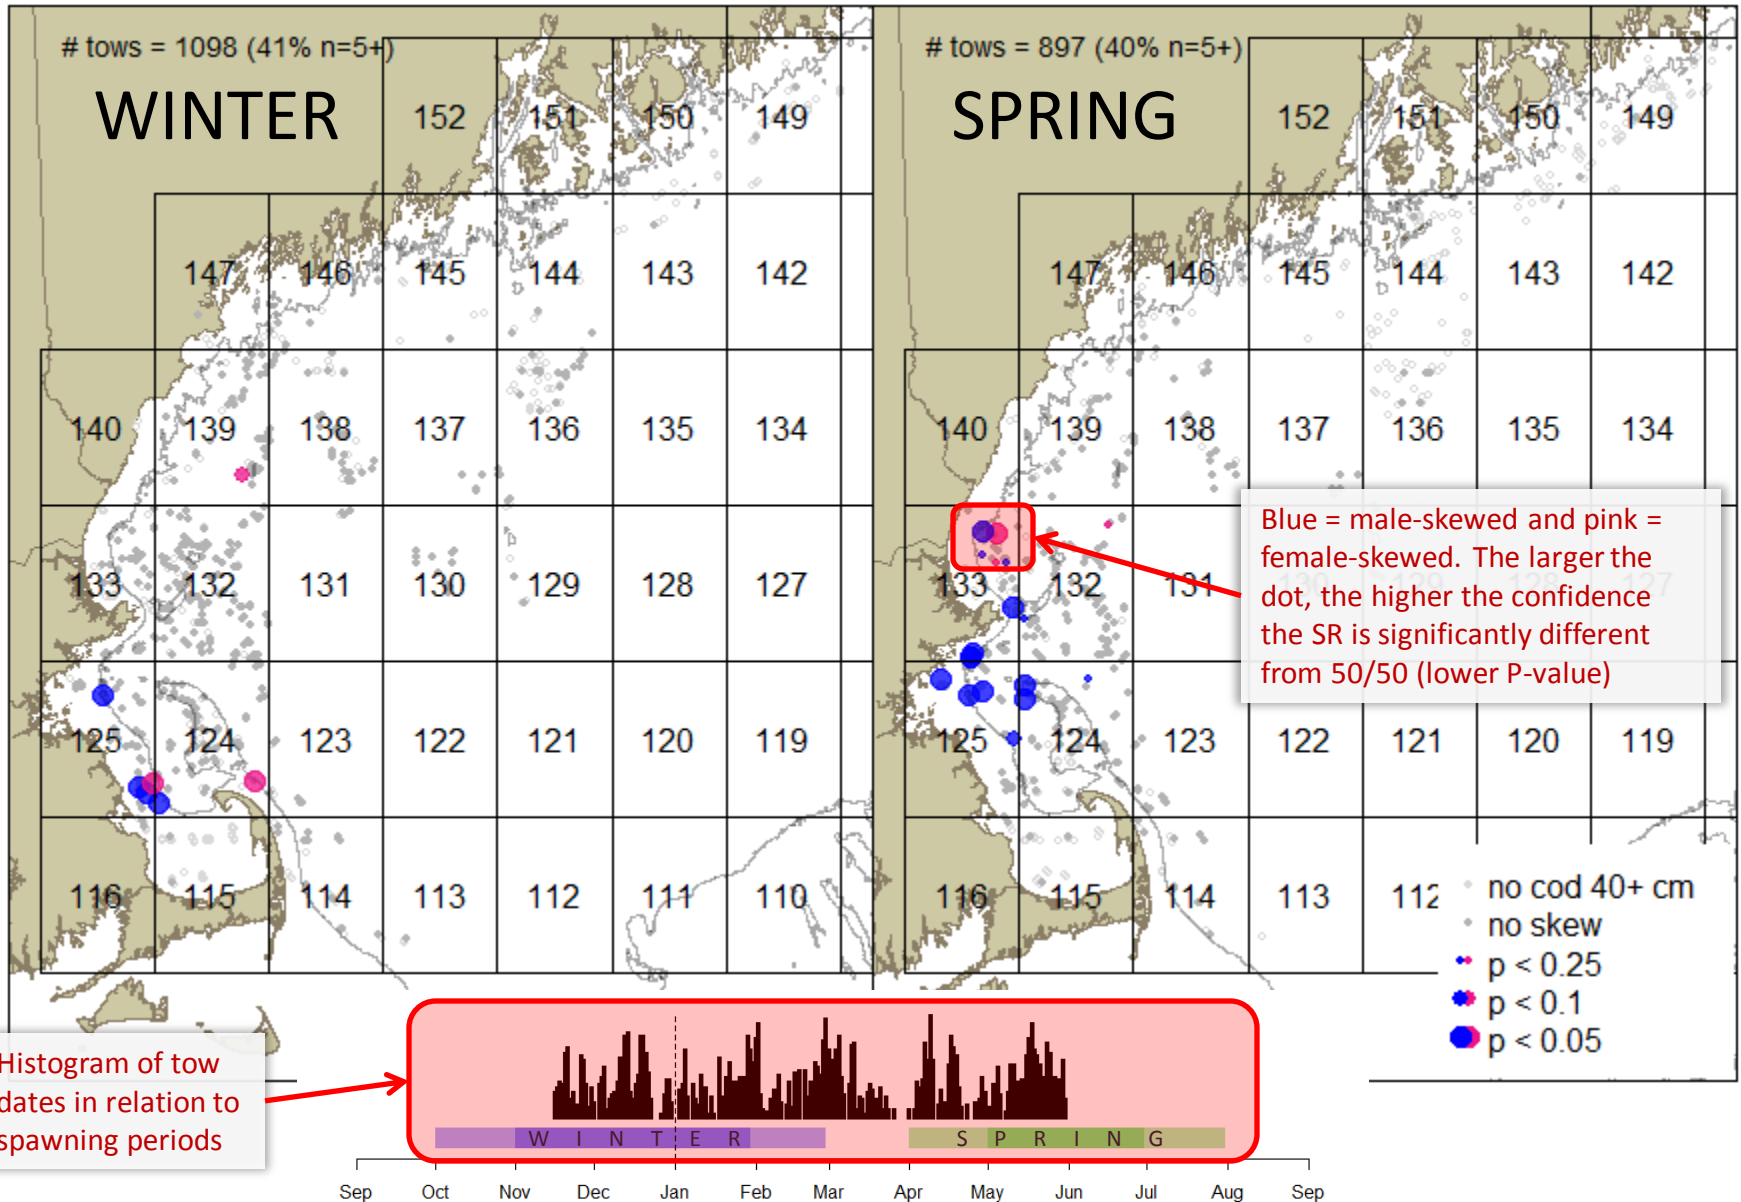 # tows = 1098 (41% n=5+)
WINTER
152 151 150 149
147 146 145 144 143 142
140 139 138 137 136 135 134
133 132 131 130 129 128 127
125 124 123 122 121 120 119
116 115 114 113 112 111 110
# tows = 897 (40% n=5+)
SPRING
152 151 150 149
147 146 145 144 143 142
140 139 138 137 136 135 134
133 132 131 130 129 128 27
125 124 123 122 121 120 119
116 115 114 113 112
Blue = male-skewed and pink =
female-skewed. The larger the
dot, the higher the confidence
the SR is significantly different
from 50/50 (lower P-value)
no cod 40+ cm
no skew
p < 0.25
p < 0.1
p < 0.05
Histogram of tow
dates in relation to
spawning periods
WINTER SPRING
Sep Oct Nov Dec Jan Feb Mar Apr May Jun Jul Aug Sep